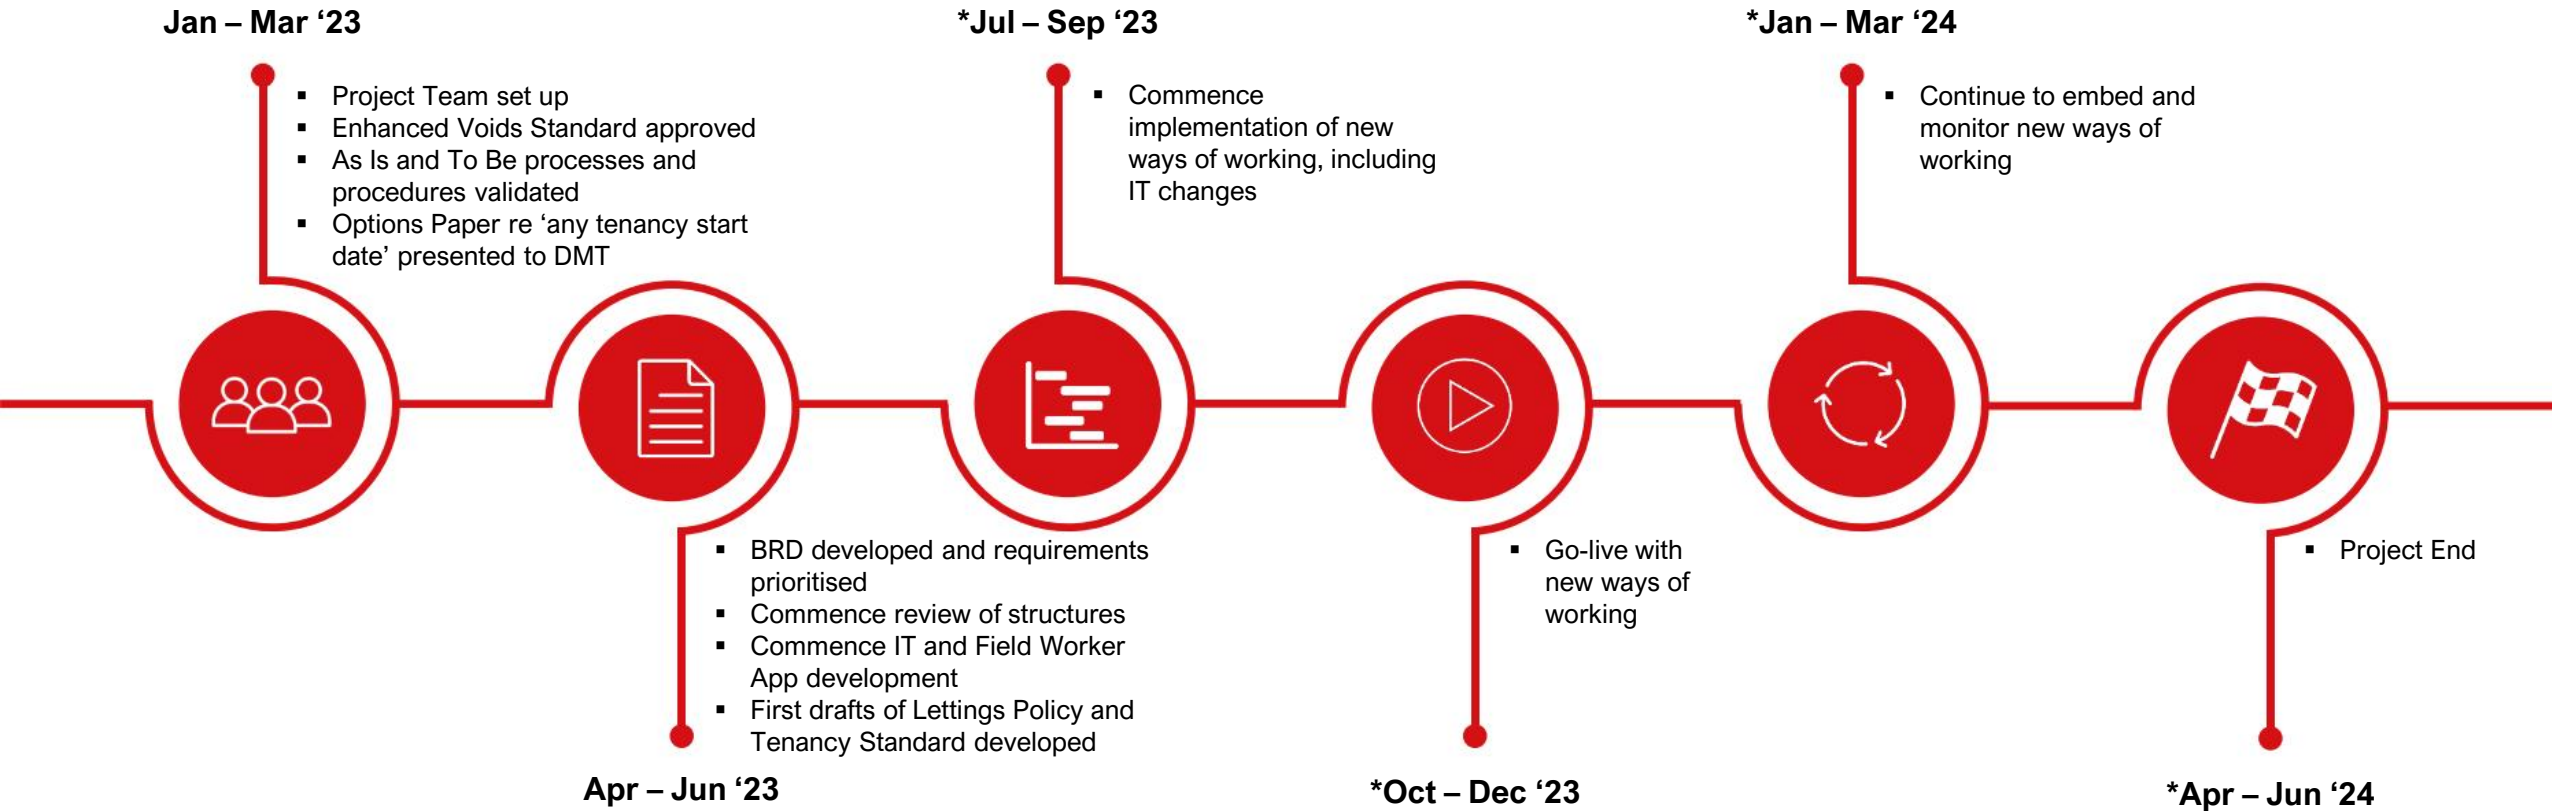 Jan – Mar ‘23
▪ Project Team set up
▪ Enhanced Voids Standard approved
▪ As Is and To Be processes and
procedures validated
▪ Options Paper re ‘any tenancy start
date’ presented to DMT
▪ BRD developed and requirements
prioritised
▪ Commence review of structures
▪ Commence IT and Field Worker
App development
▪ First drafts of Lettings Policy and
Tenancy Standard developed
Apr – Jun ‘23
*Jul – Sep ‘23
▪ Commence
implementation of new
ways of working, including
IT changes
▪ Go-live with
new ways of
working
*Oct – Dec ‘23
*Jan – Mar ‘24
▪ Continue to embed and
monitor new ways of
working
▪ Project End
*Apr – Jun ‘24